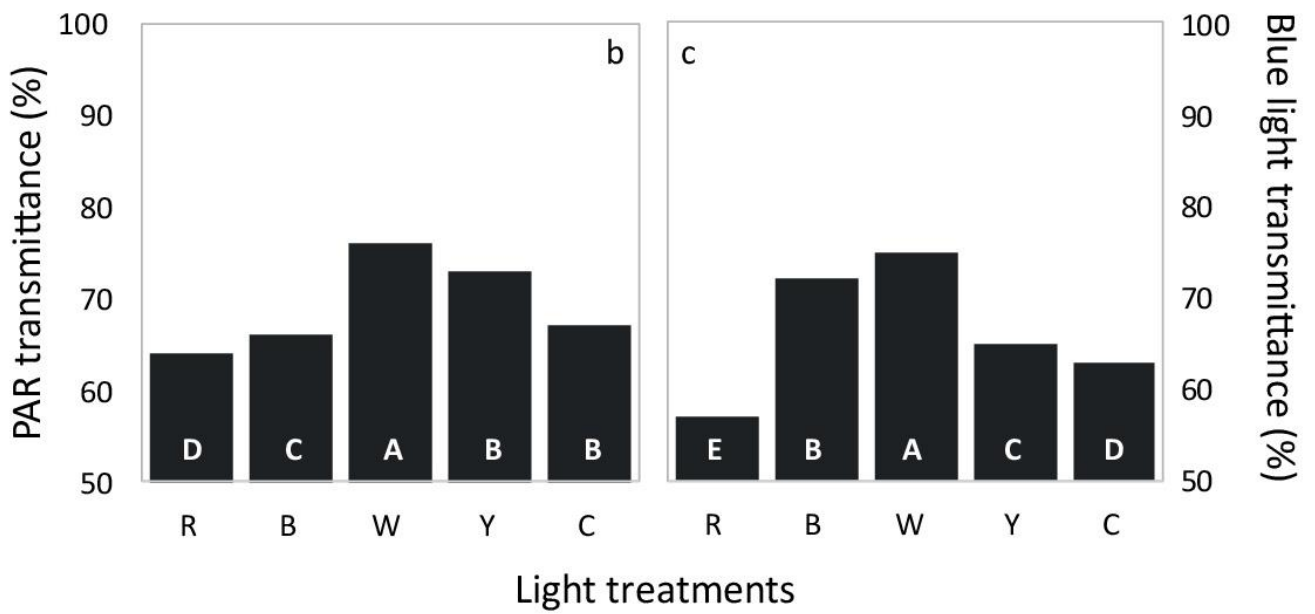 PAR transmittance (%)
100
90
80
70
60
50
b
D C A B B
R B W Y C
c
E B A C D
R B W Y C
100
90
80
70
60
50
Blue light transmittance (%)
Light treatments